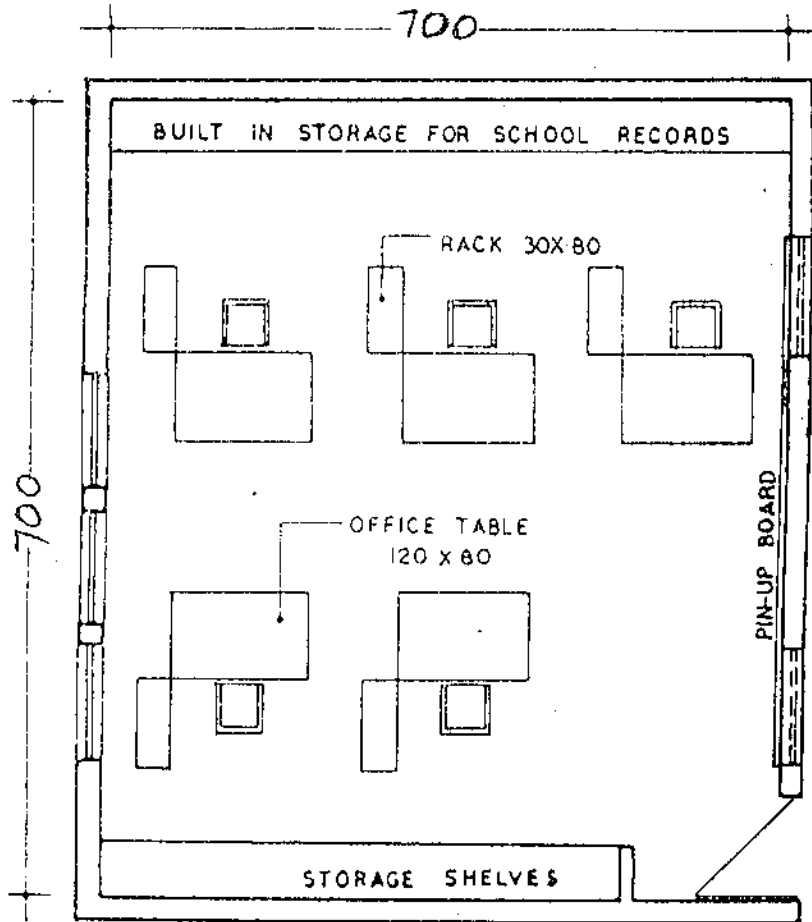 700
BUILT IN STORAGE FOR SCHOOL RECORDS
RACK 30X80
700
OFFICE TABLE
120 X 80
PIN-UP BOARD
STORAGE SHELVES